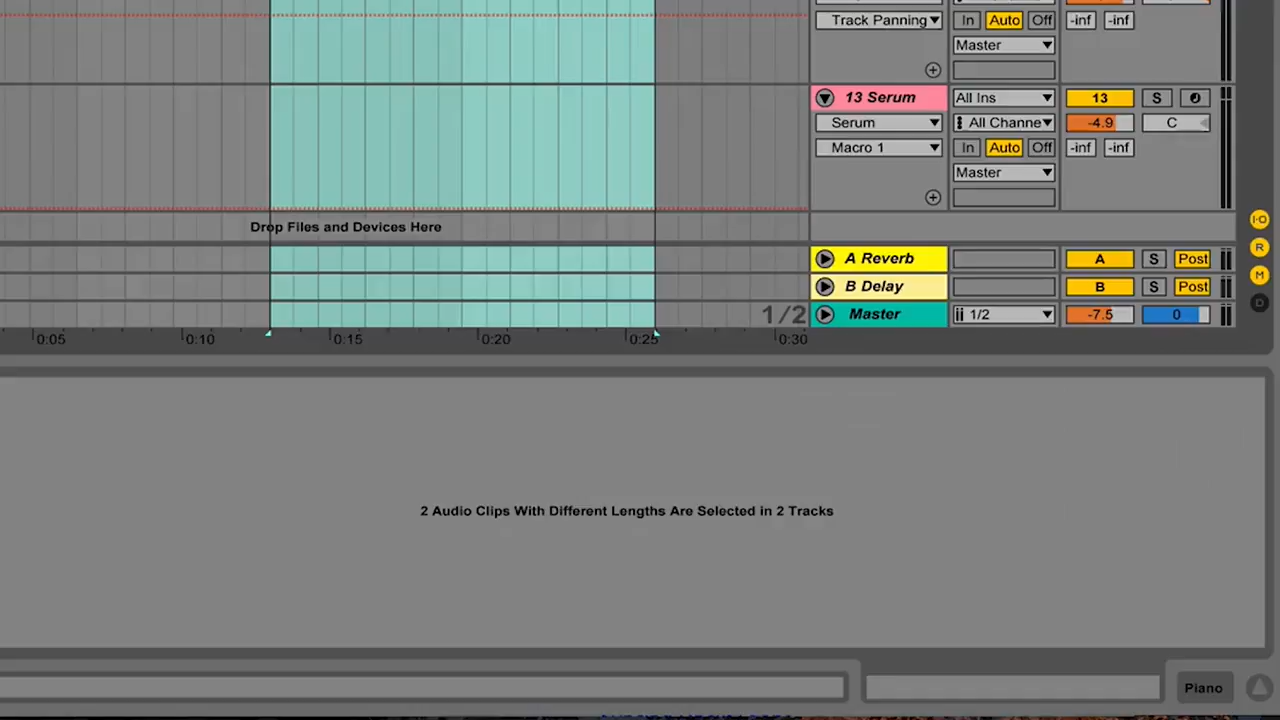 Track Panning In Auto Off -inf -inf
Master
13 Serum All Ins 13 S
Serum All Channe -4.9 C
Macro 1 In Auto Off -inf -inf
Master
Drop Files and Devices Here
A Reverb A S Post
B Delay B S Post
1/2 Master 1/2 -7.5 0
0:05 0:10 0:15 0:20 0:25 0:30
I·O
R
M
D
2 Audio Clips With Different Lengths Are Selected in 2 Tracks
Piano